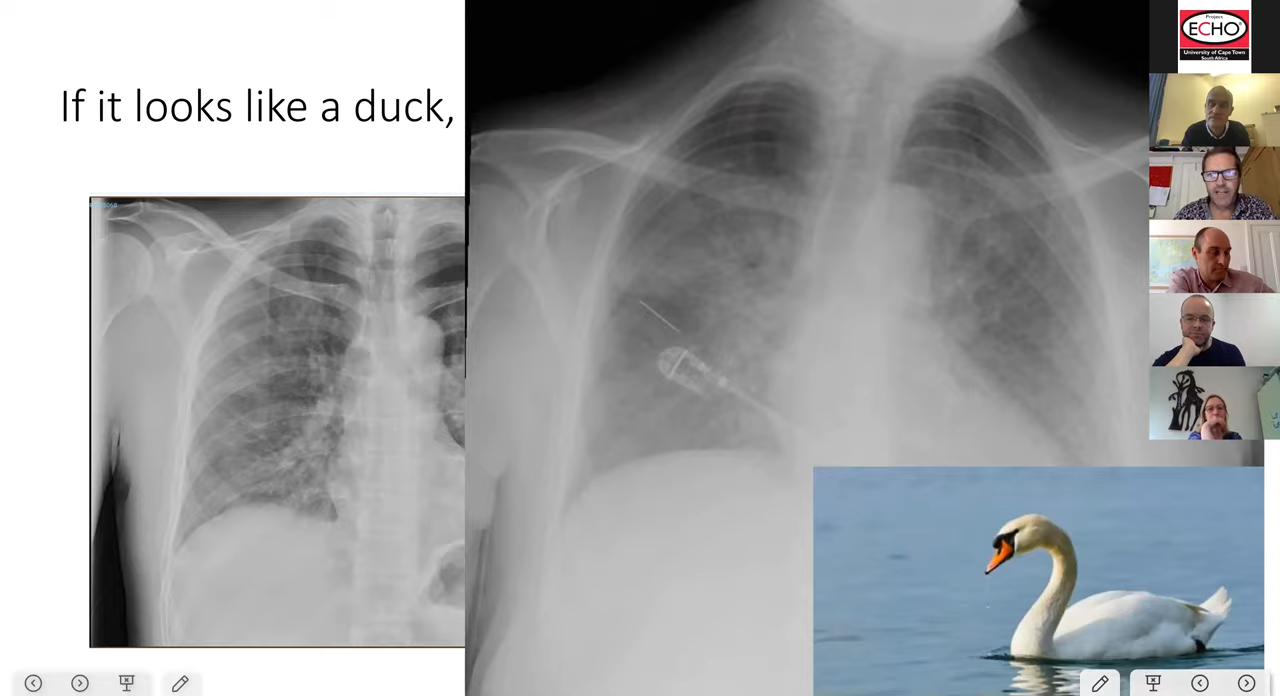 If it looks like a duck,
Project
ECHO®
University of Cape Town
South Africa